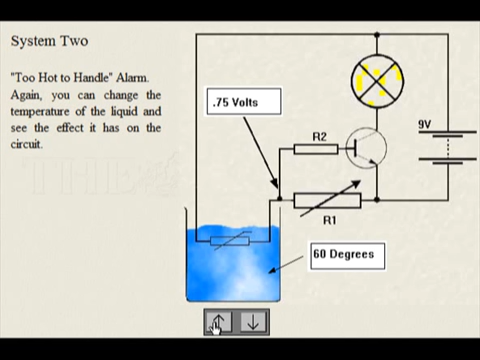 System Two
"Too Hot to Handle" Alarm.
Again, you can change the
temperature of the liquid and
see the effect it has on the
circuit.
.75 Volts
9V
R2
R1
60 Degrees